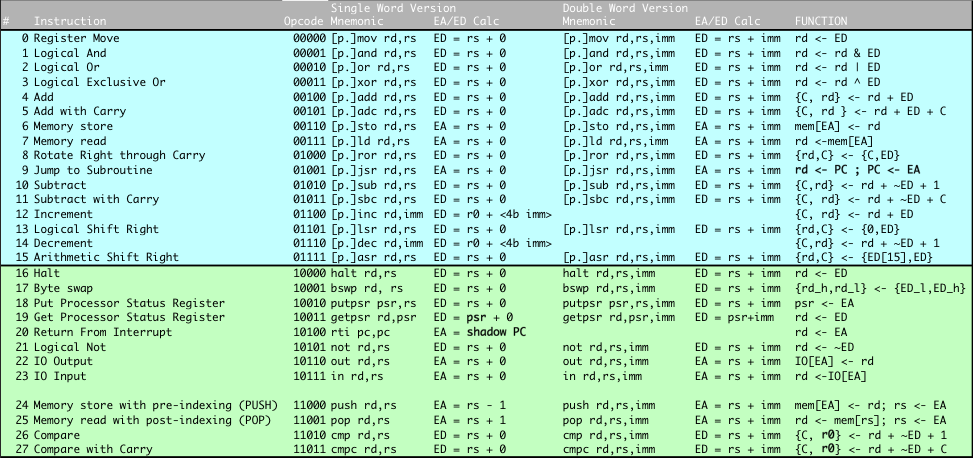 Single Word Version Double Word Version
# Instruction Opcode Mnemonic EA/ED Calc Mnemonic EA/ED Calc FUNCTION
0 Register Move 00000 [p.]mov rd,rs ED = rs + 0 [p.]mov rd,rs,imm ED = rs + imm rd <- ED
1 Logical And 00001 [p.]and rd,rs ED = rs + 0 [p.]and rd,rs,imm ED = rs + imm rd <- rd & ED
2 Logical Or 00010 [p.]or rd,rs ED = rs + 0 [p.]or rd,rs,imm ED = rs + imm rd <- rd | ED
3 Logical Exclusive Or 00011 [p.]xor rd,rs ED = rs + 0 [p.]xor rd,rs,imm ED = rs + imm rd <- rd ^ ED
4 Add 00100 [p.]add rd,rs ED = rs + 0 [p.]add rd,rs,imm ED = rs + imm {C, rd} <- rd + ED
5 Add with Carry 00101 [p.]adc rd,rs ED = rs + 0 [p.]adc rd,rs,imm ED = rs + imm {C, rd } <- rd + ED + C
6 Memory store 00110 [p.]sto rd,rs EA = rs + 0 [p.]sto rd,rs,imm EA = rs + imm mem[EA] <- rd
7 Memory read 00111 [p.]ld rd,rs EA = rs + 0 [p.]ld rd,rs,imm EA = rs + imm rd <-mem[EA]
8 Rotate Right through Carry 01000 [p.]ror rd,rs ED = rs + 0 [p.]ror rd,rs,imm ED = rs + imm {rd,C} <- {C,ED}
9 Jump to Subroutine 01001 [p.]jsr rd,rs EA = rs + 0 [p.]jsr rd,rs,imm EA = rs + imm rd <- PC ; PC <- EA
10 Subtract 01010 [p.]sub rd,rs ED = rs + 0 [p.]sub rd,rs,imm ED = rs + imm {C,rd} <- rd + ~ED + 1
11 Subtract with Carry 01011 [p.]sbc rd,rs ED = rs + 0 [p.]sbc rd,rs,imm ED = rs + imm {C,rd} <- rd + ~ED + C
12 Increment 01100 [p.]inc rd,imm ED = r0 + <4b imm> {C, rd} <- rd + ED
13 Logical Shift Right 01101 [p.]lsr rd,rs ED = rs + 0 [p.]lsr rd,rs,imm ED = rs + imm {rd,C} <- {0,ED}
14 Decrement 01110 [p.]dec rd,imm ED = r0 + <4b imm> {C,rd} <- rd + ~ED + 1
15 Arithmetic Shift Right 01111 [p.]asr rd,rs ED = rs + 0 [p.]asr rd,rs,imm ED = rs + imm {rd,C} <- {ED[15],ED}
16 Halt 10000 halt rd,rs ED = rs + 0 halt rd,rs,imm ED = rs + imm rd <- ED
17 Byte swap 10001 bswp rd, rs ED = rs + 0 bswp rd,rs,imm ED = rs + imm {rd_h,rd_l} <- {ED_l,ED_h}
18 Put Processor Status Register 10010 putpsr psr,rs ED = rs + 0 putpsr psr,rs,imm ED = rs + imm psr <- EA
19 Get Processor Status Register 10011 getpsr rd,psr ED = psr + 0 getpsr rd,psr,imm ED = psr+imm rd <- ED
20 Return From Interrupt 10100 rti pc,pc EA = shadow PC rd <- EA
21 Logical Not 10101 not rd,rs ED = rs + 0 not rd,rs,imm ED = rs + imm rd <- ~ED
22 IO Output 10110 out rd,rs EA = rs + 0 out rd,rs,imm EA = rs + imm IO[EA] <- rd
23 IO Input 10111 in rd,rs EA = rs + 0 in rd,rs,imm EA = rs + imm rd <-IO[EA]
24 Memory store with pre-indexing (PUSH) 11000 push rd,rs EA = rs - 1 push rd,rs,imm EA = rs + imm mem[EA] <- rd; rs <- EA
25 Memory read with post-indexing (POP) 11001 pop rd,rs EA = rs + 1 pop rd,rs,imm EA = rs + imm rd <- mem[rs]; rs <- EA
26 Compare 11010 cmp rd,rs ED = rs + 0 cmp rd,rs,imm ED = rs + imm {C, r0} <- rd + ~ED + 1
27 Compare with Carry 11011 cmpc rd,rs ED = rs + 0 cmpc rd,rs,imm ED = rs + imm {C, r0} <- rd + ~ED + C